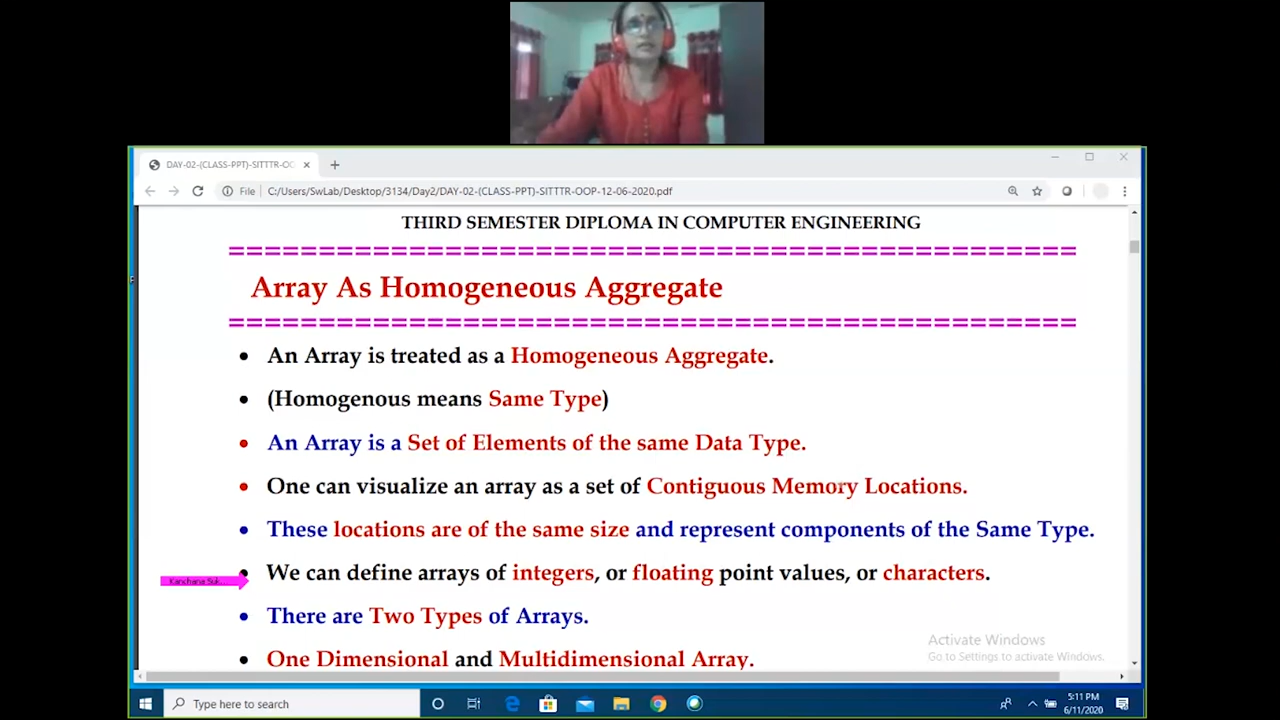 DAY-02-(CLASS-PPT)-SITTTR-OO
File C:/Users/SwLab/Desktop/3134/Day2/DAY-02-(CLASS-PPT)-SITTTR-OOP-12-06-2020.pdf
THIRD SEMESTER DIPLOMA IN COMPUTER ENGINEERING
==================================================
Array As Homogeneous Aggregate
==================================================
• An Array is treated as a Homogeneous Aggregate.
• (Homogenous means Same Type)
• An Array is a Set of Elements of the same Data Type.
• One can visualize an array as a set of Contiguous Memory Locations.
• These locations are of the same size and represent components of the Same Type.
• We can define arrays of integers, or floating point values, or characters.
Kanchana Suk...
• There are Two Types of Arrays.
• One Dimensional and Multidimensional Array.
Activate Windows
Go to Settings to activate Windows.
Type here to search
5:11 PM
6/11/2020